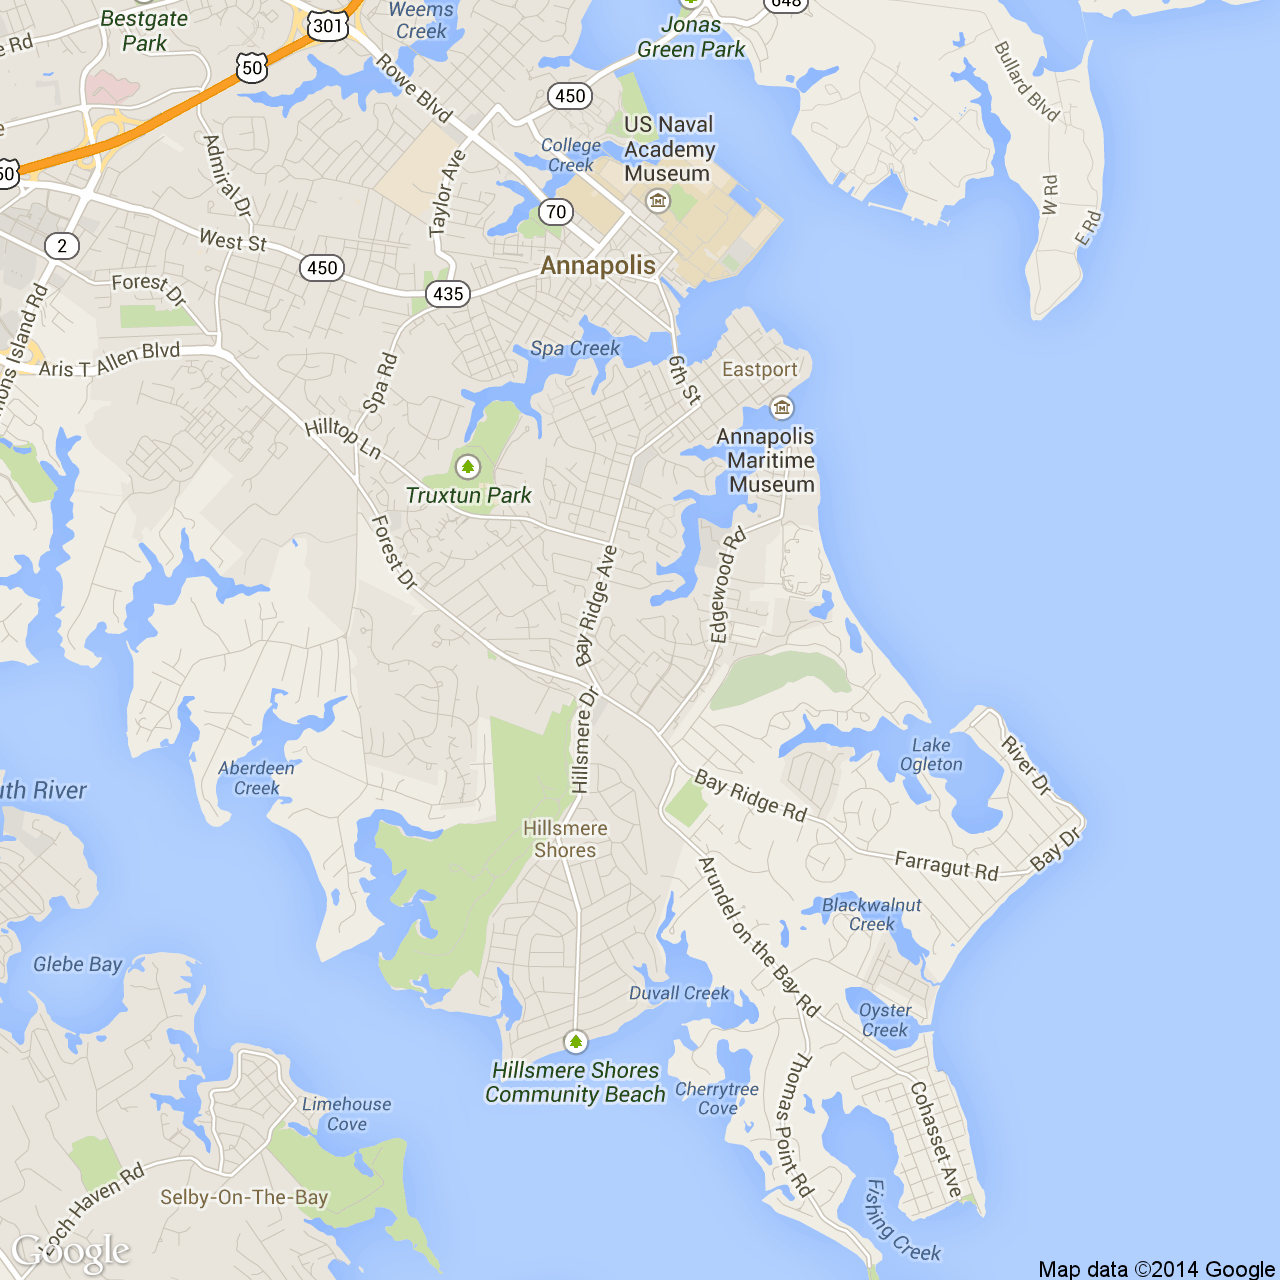 Bestgate
Park
301
Weems
Creek
648
Jonas
Green Park
Bullard Blvd
50
Rowe Blvd
450
US Naval
Academy
Museum
College
Creek
50
Admiral Dr
Taylor Ave
W Rd
E Rd
70
2
West St
450
Annapolis
435
Forest Dr
Aris T Allen Blvd
Spa Rd
Spa Creek
6th St
Eastport
Hilltop Ln
Annapolis
Maritime
Museum
Truxtun Park
Forest Dr
Bay Ridge Ave
Edgewood Rd
Hillsmere Dr
Aberdeen
Creek
Lake
Ogleton
River Dr
Bay Ridge Rd
Hillsmere
Shores
Farragut Rd
Bay Dr
Arundel on the Bay Rd
Blackwalnut
Creek
Glebe Bay
Duvall Creek
Oyster
Creek
Hillsmere Shores
Community Beach
Cherrytree
Cove
Thomas Point Rd
Cohasset Ave
Limehouse
Cove
Selby-On-The-Bay
Loch Haven Rd
Fishing Creek
Google
Map data ©2014 Google